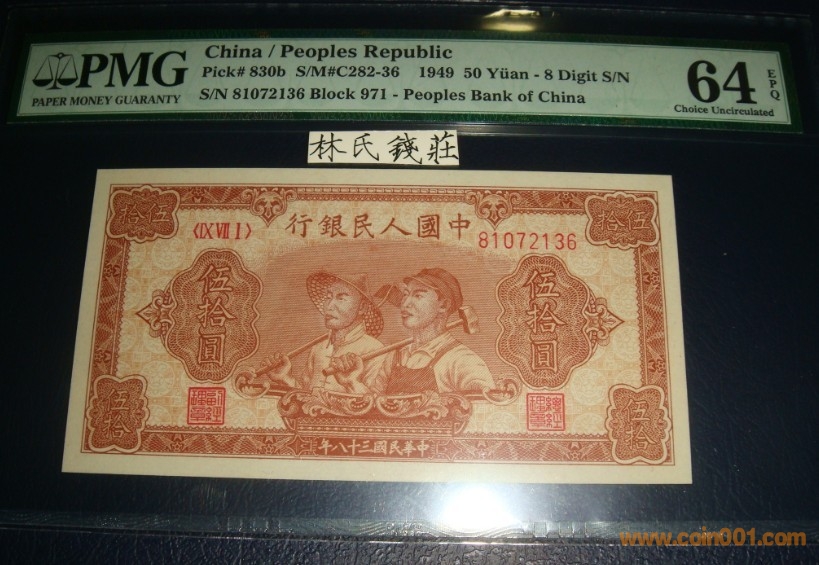 PMG
PAPER MONEY GUARANTY
China / Peoples Republic
Pick# 830b S/M#C282-36 1949 50 Yüan - 8 Digit S/N
S/N 81072136 Block 971 - Peoples Bank of China
64 EPQ
Choice Uncirculated
林氏錢莊
拾伍
伍拾
行銀民人國中
〈IX VII I〉
81072136
伍拾圓
伍拾圓
伍拾
伍拾
年八十三國民華中
www.coin001.com